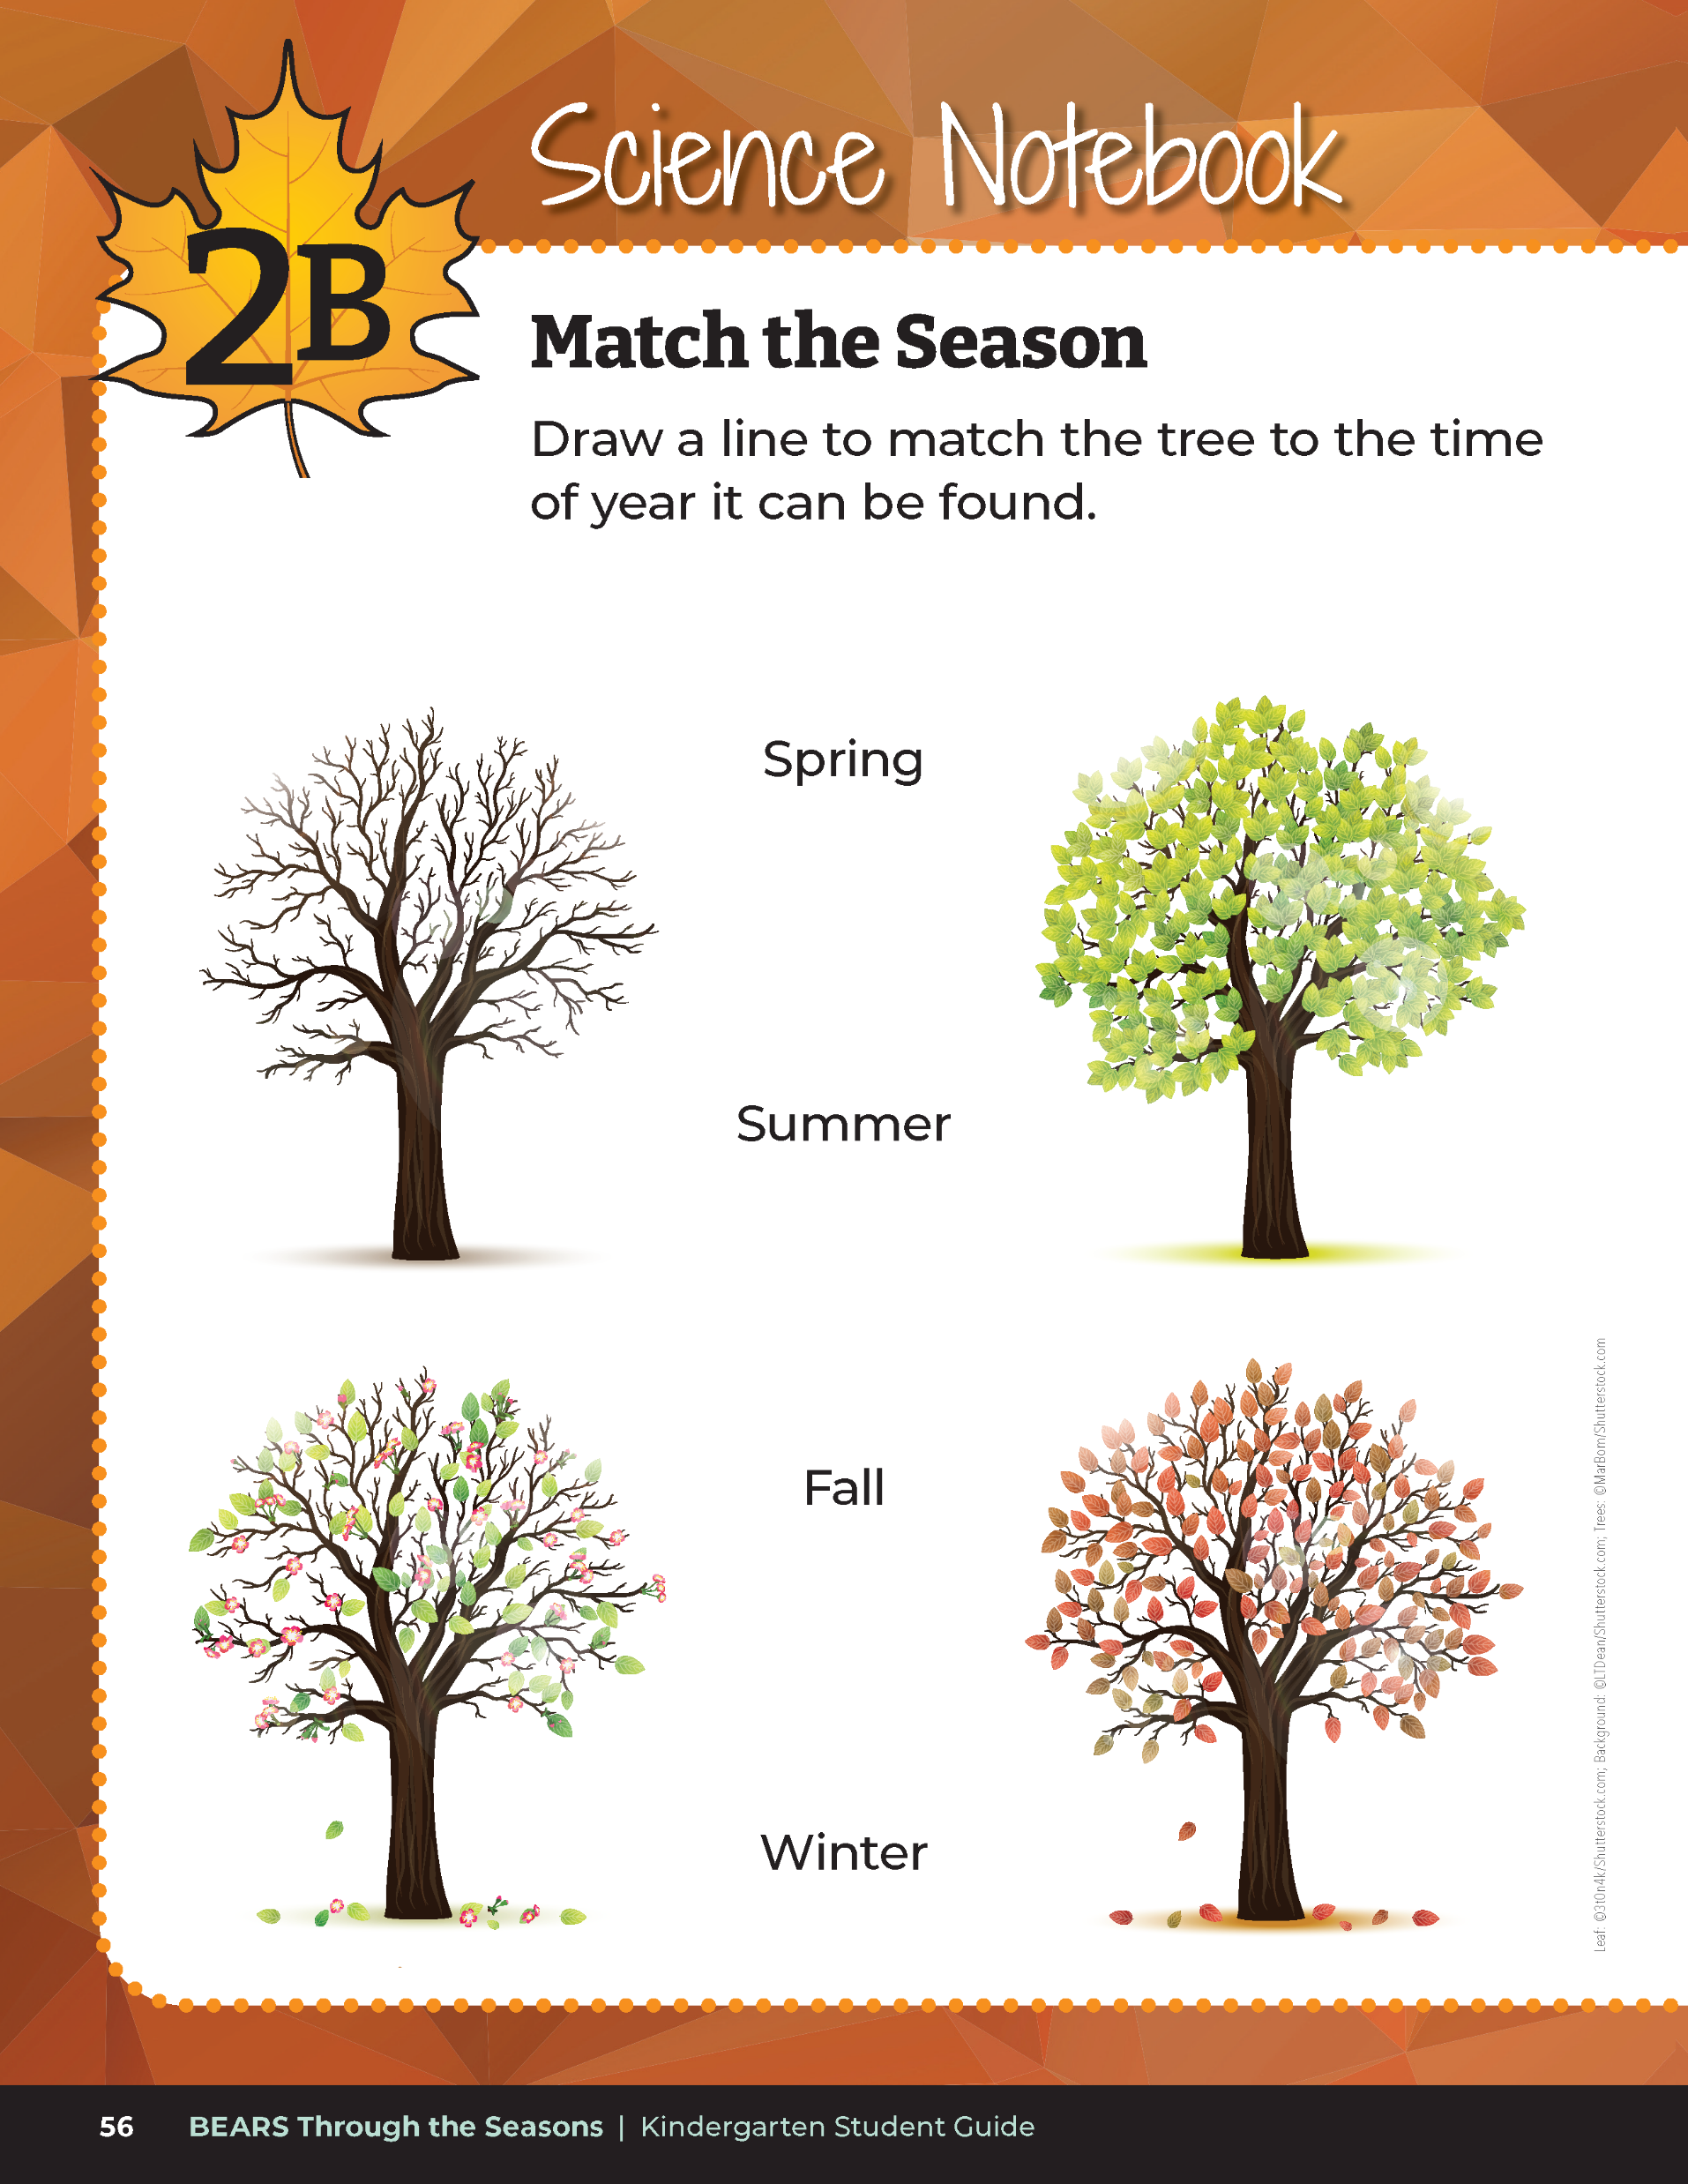 Science Notebook
2B
Match the Season
Draw a line to match the tree to the time
of year it can be found.
Spring
Summer
Fall
Winter
Leaf: ©3t0n4k/Shutterstock.com; Background: ©LTDean/Shutterstock.com; Trees: ©MarBom/Shutterstock.com
56 BEARS Through the Seasons | Kindergarten Student Guide